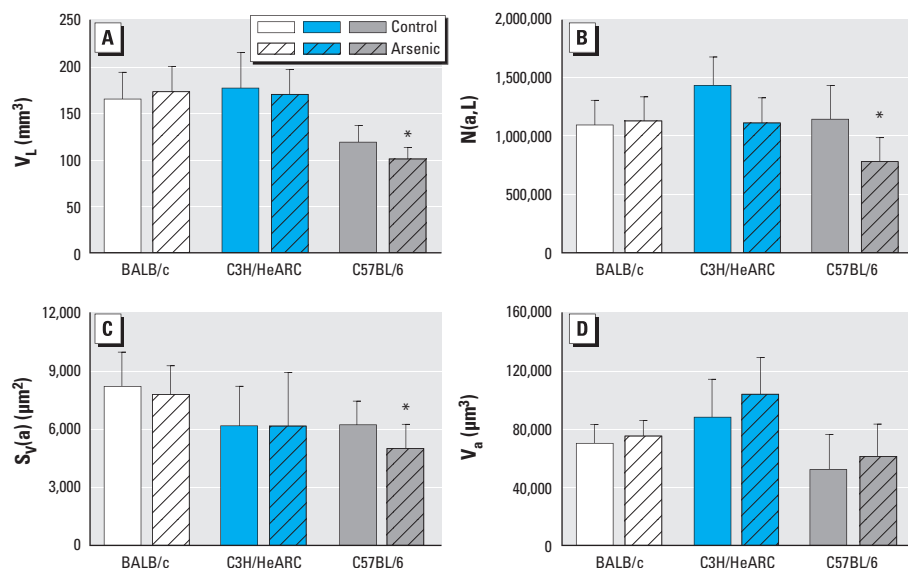 A
Control
Arsenic
250
200
150
100
50
0
V_L (mm³)
BALB/c
C3H/HeARC
C57BL/6
*
B
2,000,000
1,500,000
1,000,000
500,000
0
N(a,L)
BALB/c
C3H/HeARC
C57BL/6
*
C
12,000
9,000
6,000
3,000
0
S_V(a) (μm²)
BALB/c
C3H/HeARC
C57BL/6
*
D
160,000
120,000
80,000
40,000
0
V_a (μm³)
BALB/c
C3H/HeARC
C57BL/6